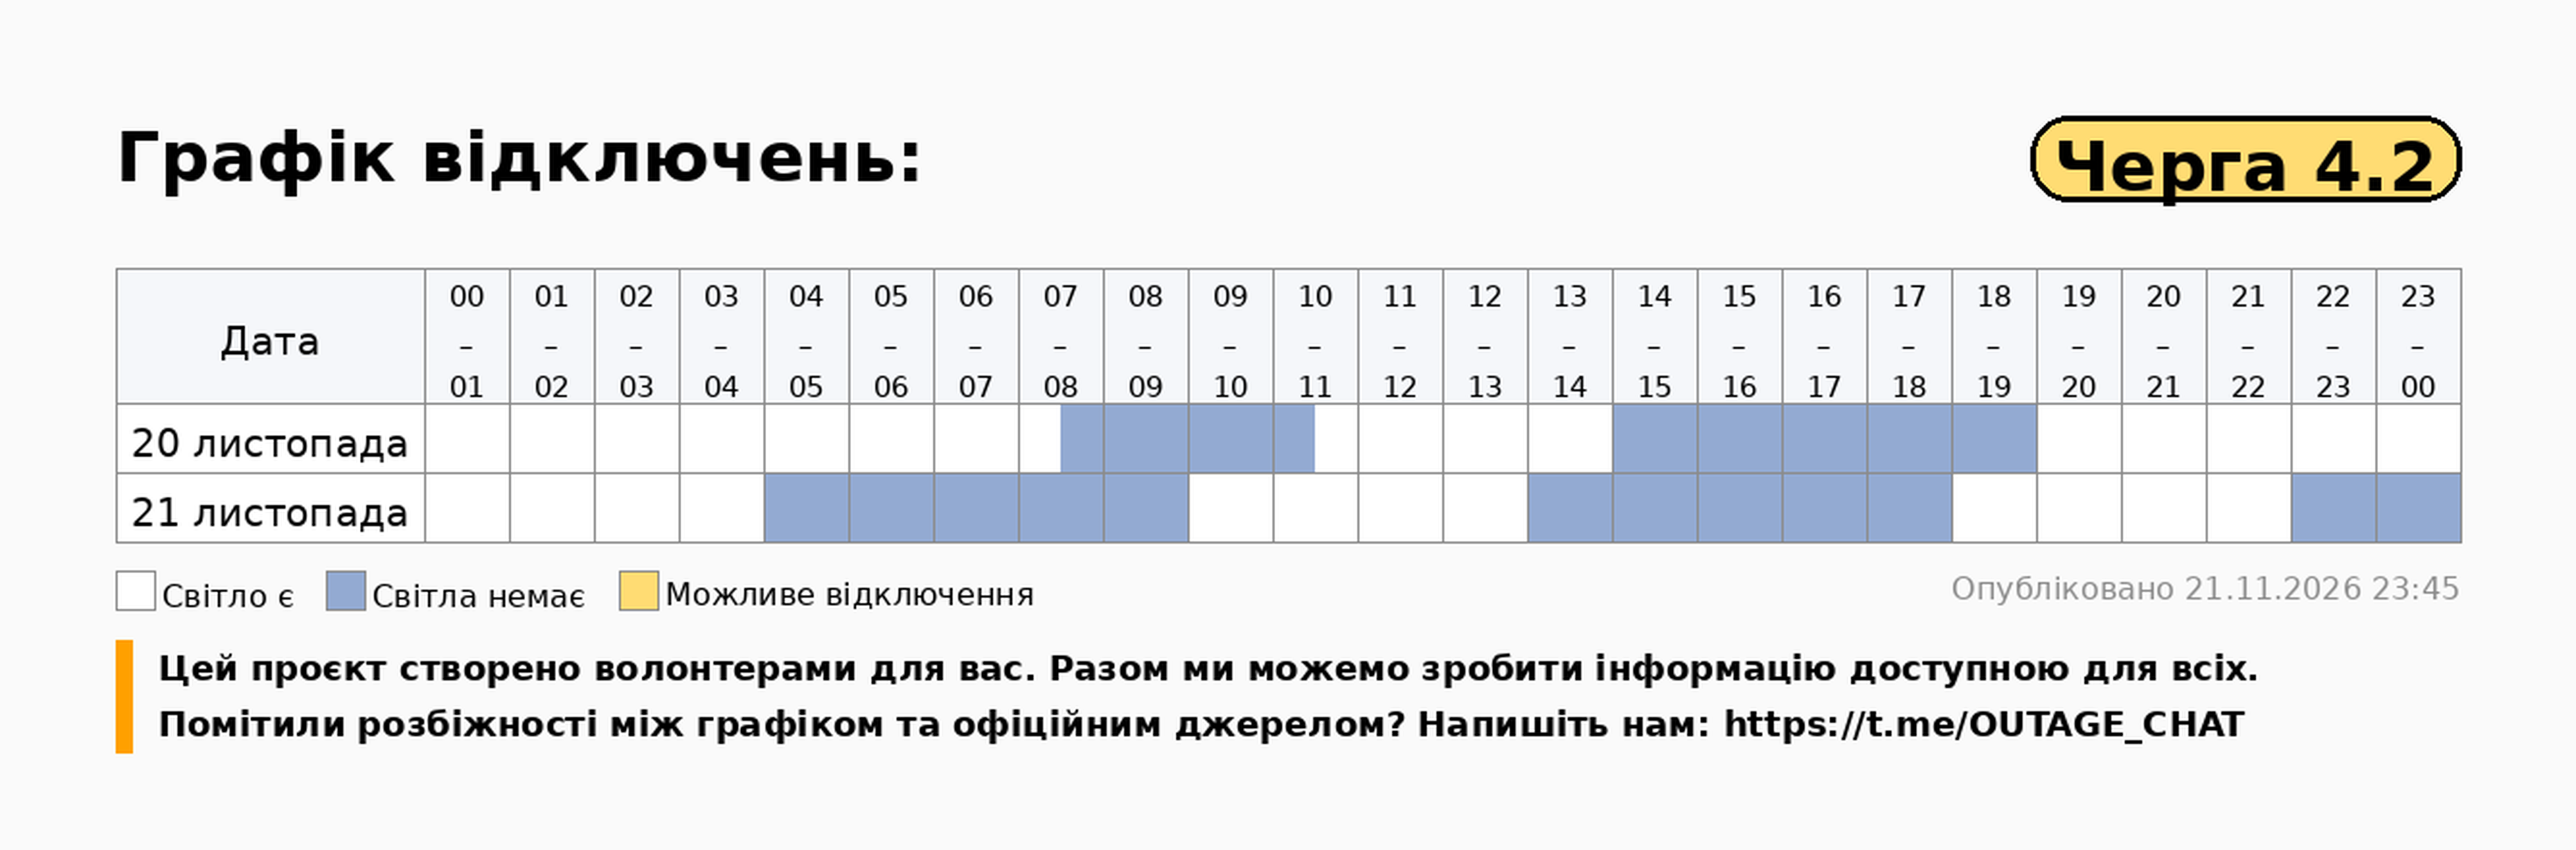 Графік відключень:
Черга 4.2
Дата 00 – 01 01 – 02 02 – 03 03 – 04 04 – 05 05 – 06 06 – 07 07 – 08 08 – 09 09 – 10 10 – 11 11 – 12 12 – 13 13 – 14 14 – 15 15 – 16 16 – 17 17 – 18 18 – 19 19 – 20 20 – 21 21 – 22 22 – 23 23 – 00
20 листопада
21 листопада
Світло є Світла немає Можливе відключення
Опубліковано 21.11.2026 23:45
Цей проєкт створено волонтерами для вас. Разом ми можемо зробити інформацію доступною для всіх.
Помітили розбіжності між графіком та офіційним джерелом? Напишіть нам: https://t.me/OUTAGE_CHAT